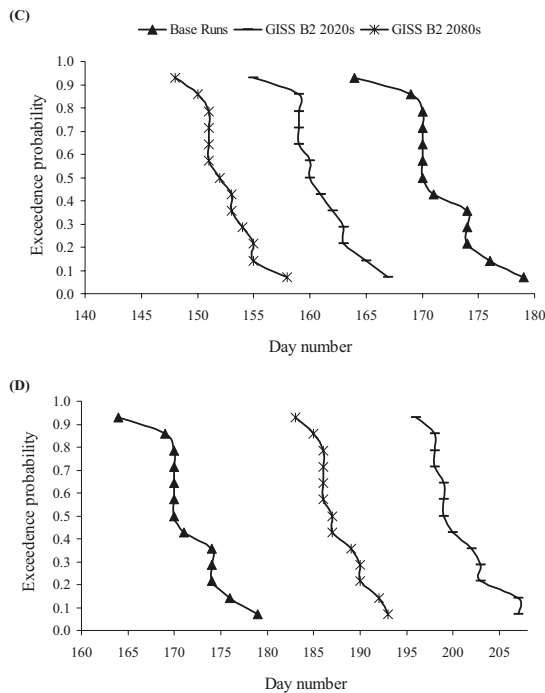 (C)
Base Runs GISS B2 2020s GISS B2 2080s
Exceedence probability
1.0
0.9
0.8
0.7
0.6
0.5
0.4
0.3
0.2
0.1
0.0
140 145 150 155 160 165 170 175 180
Day number
(D)
Exceedence probability
1.0
0.9
0.8
0.7
0.6
0.5
0.4
0.3
0.2
0.1
0.0
160 165 170 175 180 185 190 195 200 205
Day number